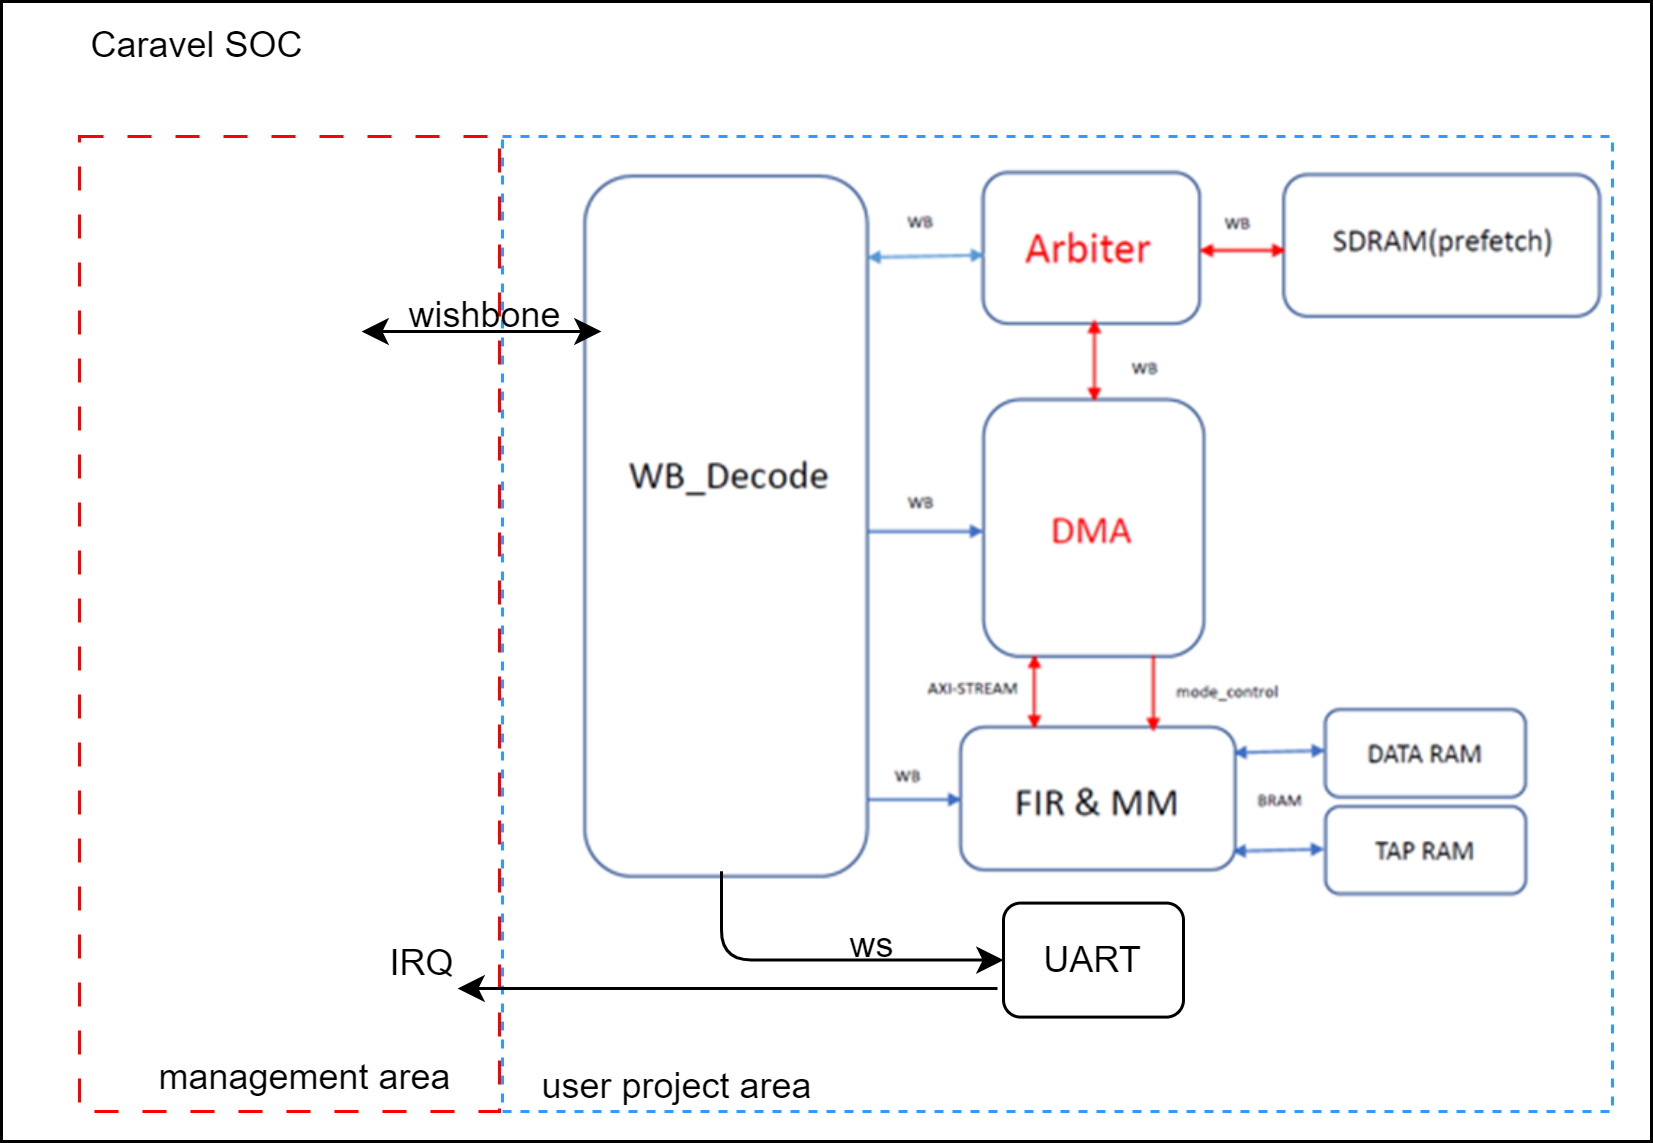 Caravel SOC
WB
Arbiter
WB
SDRAM(prefetch)
wishbone
WB
WB_Decode
WB
DMA
AXI-STREAM
mode_control
WB
FIR & MM
DATA RAM
BRAM
TAP RAM
ws
UART
IRQ
management area
user project area